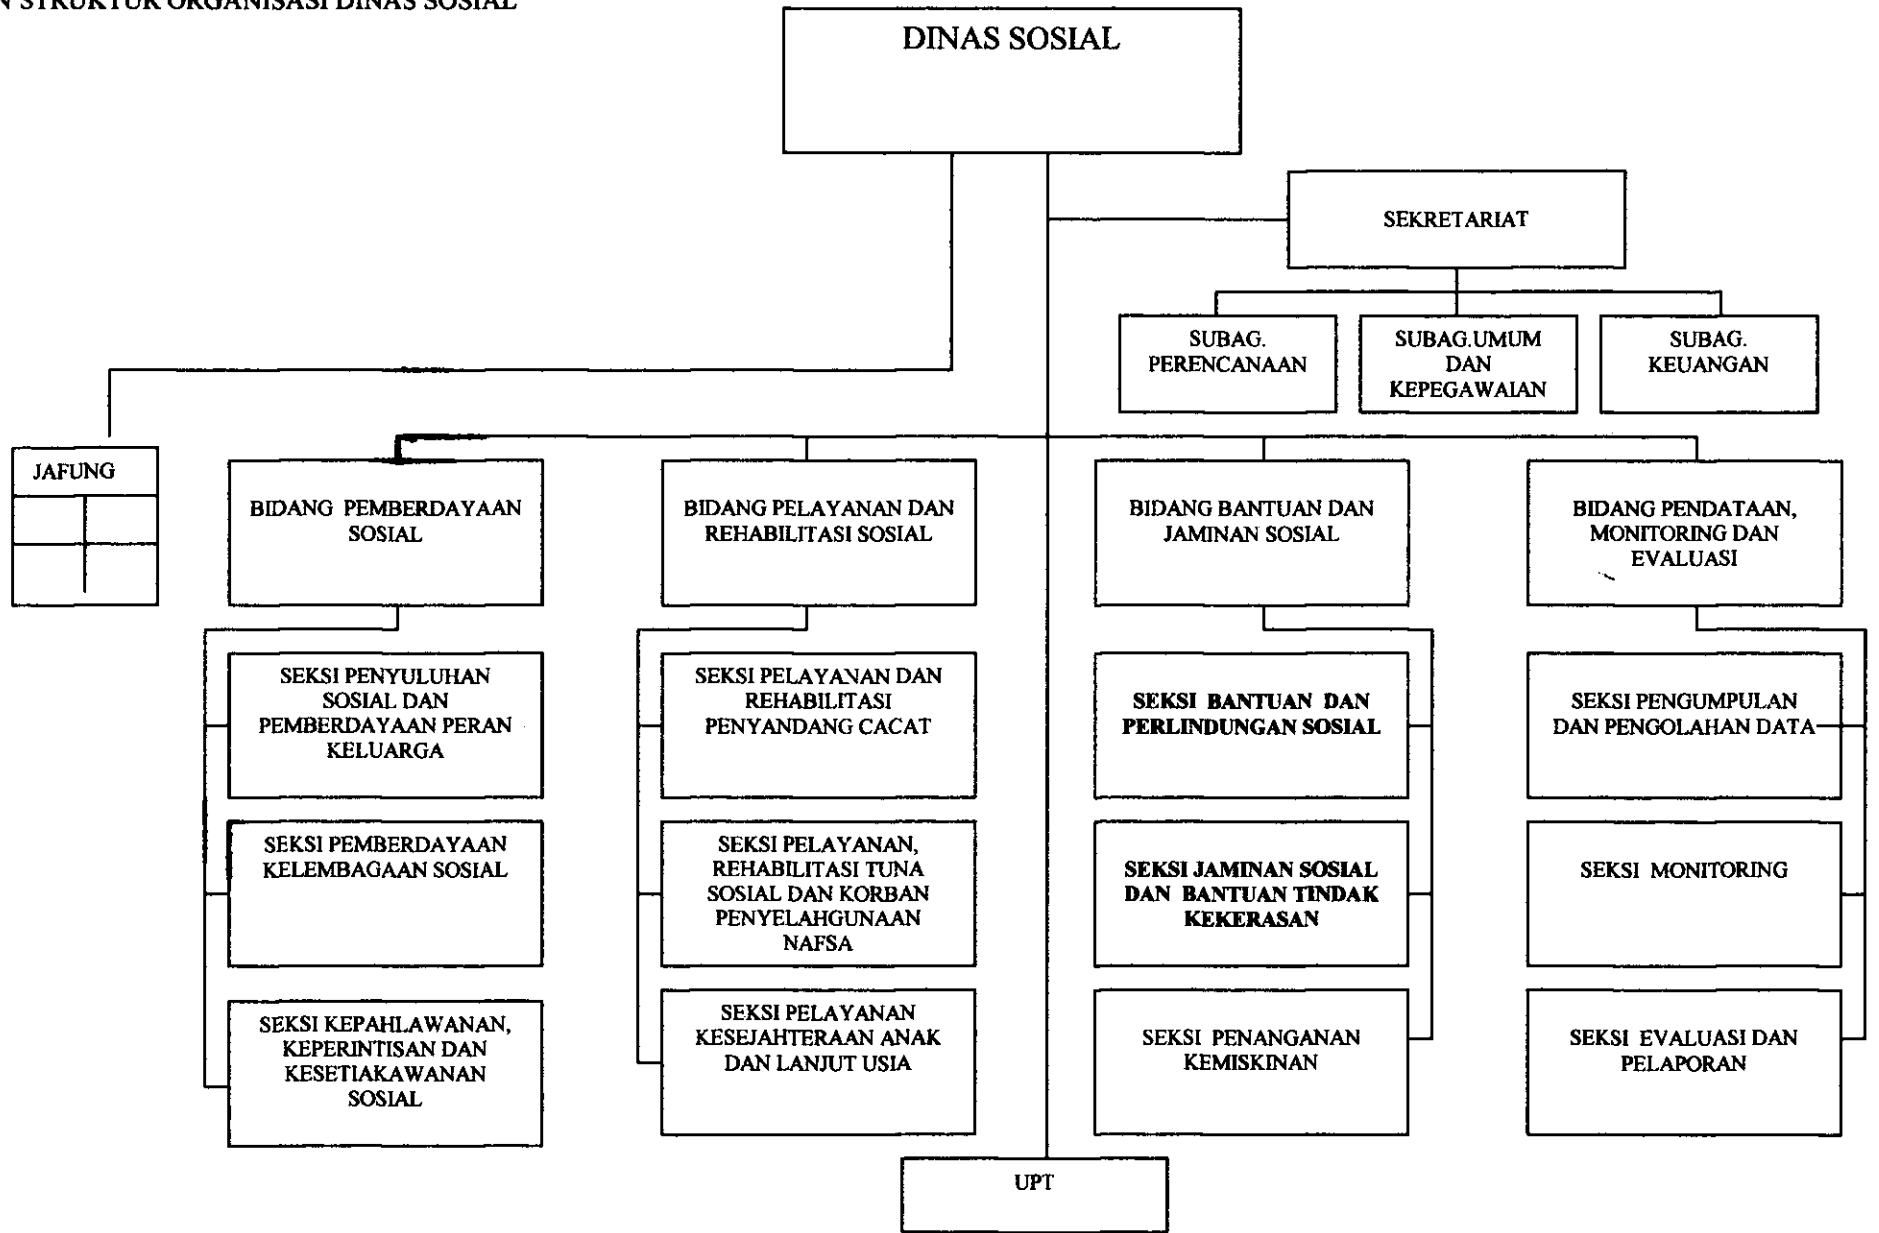 N STRUKTUR ORGANISASI DINAS SOSIAL
DINAS SOSIAL
SEKRETARIAT
SUBAG.
PERENCANAAN
SUBAG.UMUM
DAN
KEPEGAWAIAN
SUBAG.
KEUANGAN
JAFUNG
BIDANG PEMBERDAYAAN
SOSIAL
BIDANG PELAYANAN DAN
REHABILITASI SOSIAL
BIDANG BANTUAN DAN
JAMINAN SOSIAL
BIDANG PENDATAAN,
MONITORING DAN
EVALUASI
SEKSI PENYULUHAN
SOSIAL DAN
PEMBERDAYAAN PERAN
KELUARGA
SEKSI PELAYANAN DAN
REHABILITASI
PENYANDANG CACAT
SEKSI BANTUAN DAN
PERLINDUNGAN SOSIAL
SEKSI PENGUMPULAN
DAN PENGOLAHAN DATA
SEKSI PEMBERDAYAAN
KELEMBAGAAN SOSIAL
SEKSI PELAYANAN,
REHABILITASI TUNA
SOSIAL DAN KORBAN
PENYELAHGUNAAN
NAFSA
SEKSI JAMINAN SOSIAL
DAN BANTUAN TINDAK
KEKERASAN
SEKSI MONITORING
SEKSI KEPAHLAWANAN,
KEPERINTISAN DAN
KESETIAKAWANAN
SOSIAL
SEKSI PELAYANAN
KESEJAHTERAAN ANAK
DAN LANJUT USIA
SEKSI PENANGANAN
KEMISKINAN
SEKSI EVALUASI DAN
PELAPORAN
UPT